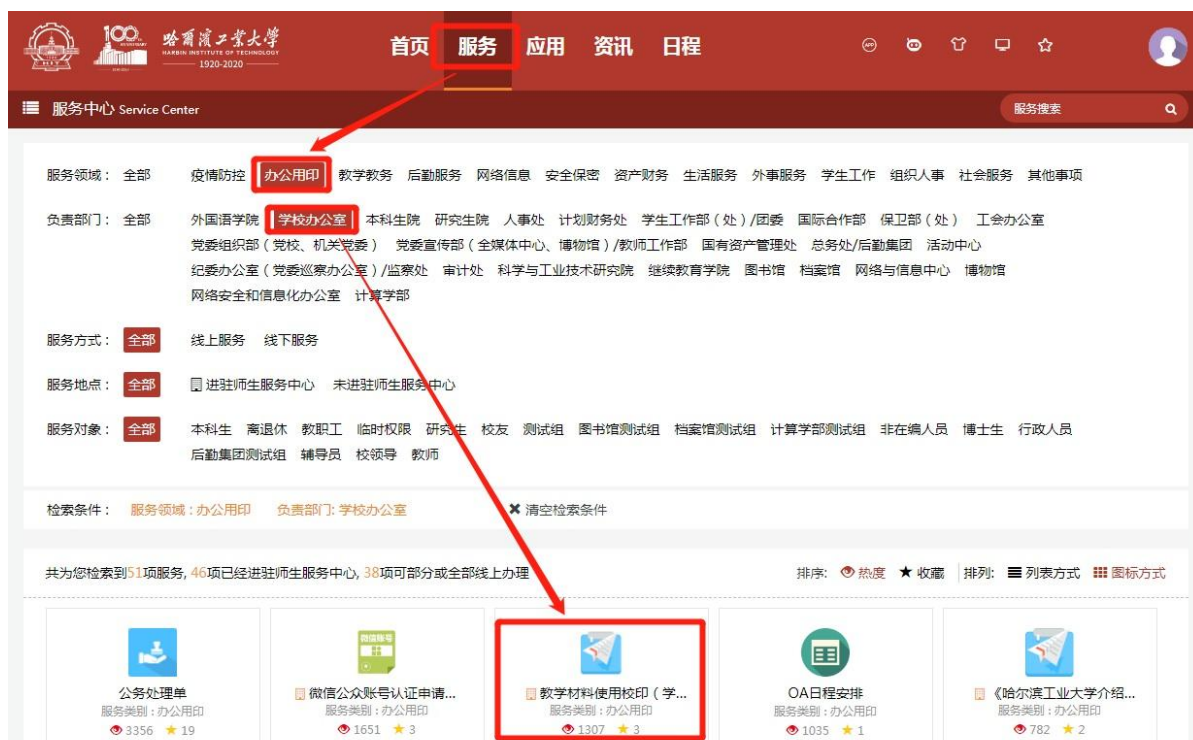 100
哈爾濱工業大學
HARBIN INSTITUTE OF TECHNOLOGY
1920-2020
首页 服务 应用 资讯 日程
APP
服务中心 Service Center
服务搜索
服务领域： 全部 疫情防控 办公用印 教学教务 后勤服务 网络信息 安全保密 资产财务 生活服务 外事服务 学生工作 组织人事 社会服务 其他事项
负责部门： 全部 外国语学院 学校办公室 本科生院 研究生院 人事处 计划财务处 学生工作部（处）/团委 国际合作部 保卫部（处） 工会办公室
党委组织部（党校、机关党委） 党委宣传部（全媒体中心、博物馆）/教师工作部 国有资产管理处 总务处/后勤集团 活动中心
纪委办公室（党委巡察办公室）/监察处 审计处 科学与工业技术研究院 继续教育学院 图书馆 档案馆 网络与信息中心 博物馆
网络安全和信息化办公室 计算学部
服务方式： 全部 线上服务 线下服务
服务地点： 全部 进驻师生服务中心 未进驻师生服务中心
服务对象： 全部 本科生 离退休 教职工 临时权限 研究生 校友 测试组 图书馆测试组 档案馆测试组 计算学部测试组 非在编人员 博士生 行政人员
后勤集团测试组 辅导员 校领导 教师
检索条件： 服务领域：办公用印 负责部门: 学校办公室 ✖ 清空检索条件
共为您检索到51项服务, 46项已经进驻师生服务中心, 38项可部分或全部线上办理 排序: 热度 ★ 收藏 排列: 列表方式 图标方式
微信账号
公务处理单 微信公众账号认证申请... 教学材料使用校印（学... OA日程安排 《哈尔滨工业大学介绍...
服务类别：办公用印 服务类别：办公用印 服务类别：办公用印 服务类别：办公用印 服务类别：办公用印
3356 ★ 19 1651 ★ 3 1307 ★ 3 1035 ★ 1 782 ★ 2